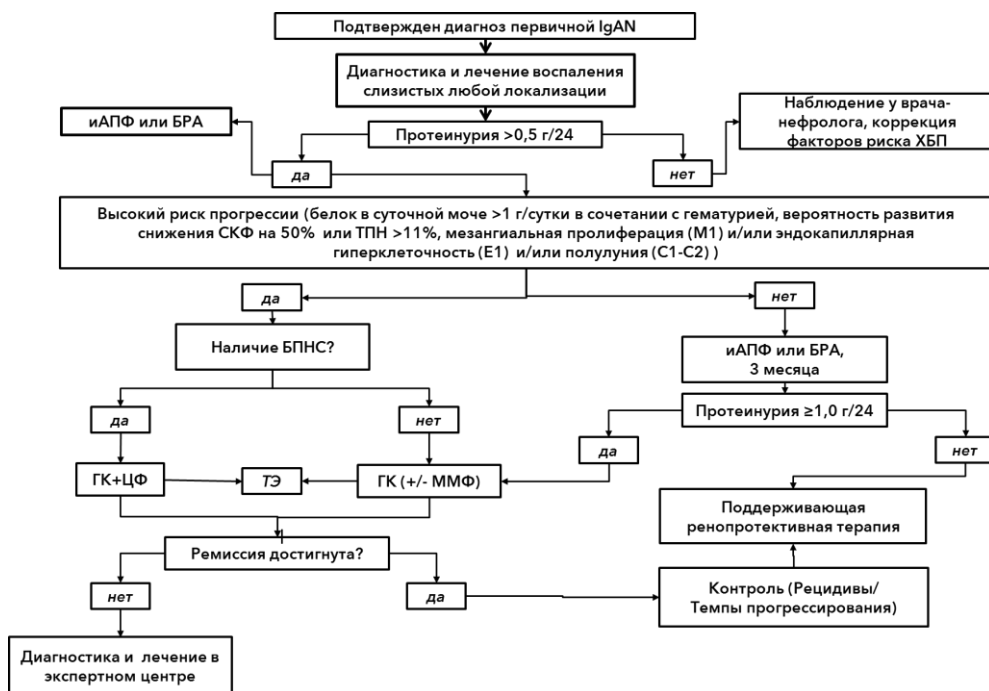 Подтвержден диагноз первичной IgAN
Диагностика и лечение воспаления
слизистых любой локализации
иАПФ или БРА
Протеинурия >0,5 г/24
Наблюдение у врача-
нефролога, коррекция
факторов риска ХБП
да
нет
Высокий риск прогрессии (белок в суточной моче >1 г/сутки в сочетании с гематурией, вероятность развития
снижения СКФ на 50% или ТПН >11%, мезангиальная пролиферация (M1) и/или эндокапиллярная
гиперклеточность (E1) и/или полулуния (C1-C2) )
да
нет
Наличие БПНС?
иАПФ или БРА,
3 месяца
да
нет
Протеинурия ≥1,0 г/24
да
нет
ГК+ЦФ
ТЭ
ГК (+/- ММФ)
Поддерживающая
ренопротективная терапия
Ремиссия достигнута?
нет
да
Контроль (Рецидивы/
Темпы прогрессирования)
Диагностика и лечение в
экспертном центре